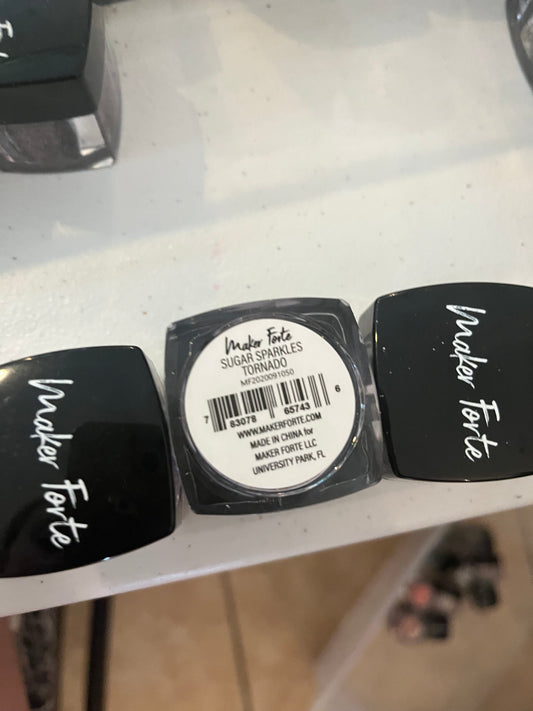 Maker Forte
SUGAR SPARKLES
TORNADO
MF2020091050
7 83078 65743 6
WWW.MAKERFORTE.COM
MADE IN CHINA for
MAKER FORTE LLC
UNIVERSITY PARK, FL
Maker Forte
Maker Forte